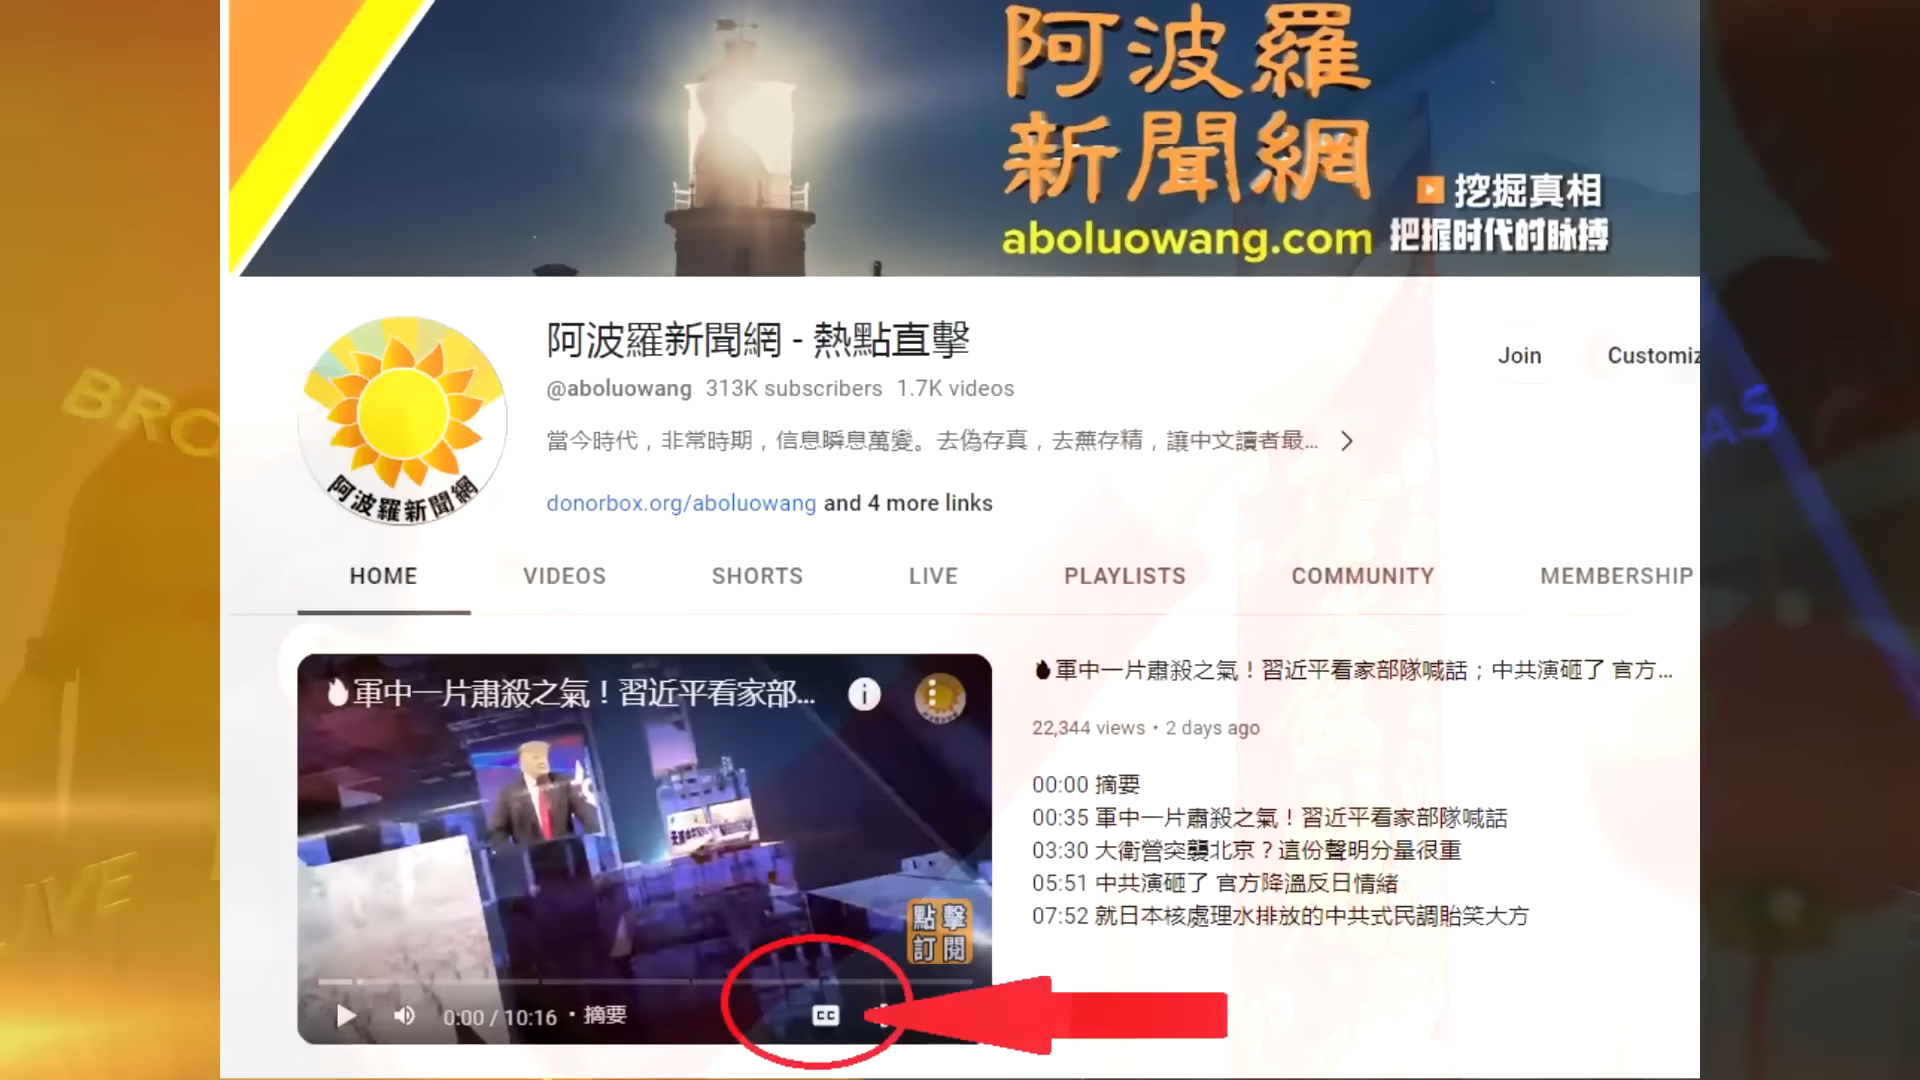 阿波羅
新聞網
aboluowang.com
挖掘真相
把握时代的脉搏
阿波羅新聞網 - 熱點直擊
@aboluowang 313K subscribers 1.7K videos
當今時代，非常時期，信息瞬息萬變。去偽存真，去蕪存精，讓中文讀者最...
donorbox.org/aboluowang and 4 more links
阿波羅新聞網
Join
Customiz
BRO
AS
HOME VIDEOS SHORTS LIVE PLAYLISTS COMMUNITY MEMBERSHIP
軍中一片肅殺之氣！習近平看家部...
點擊
訂閱
CC
0:00 / 10:16 · 摘要
軍中一片肅殺之氣！習近平看家部隊喊話；中共演砸了 官方...
22,344 views · 2 days ago
00:00 摘要
00:35 軍中一片肅殺之氣！習近平看家部隊喊話
03:30 大衛營突襲北京？這份聲明分量很重
05:51 中共演砸了 官方降溫反日情緒
07:52 就日本核處理水排放的中共式民調貽笑大方
IVE